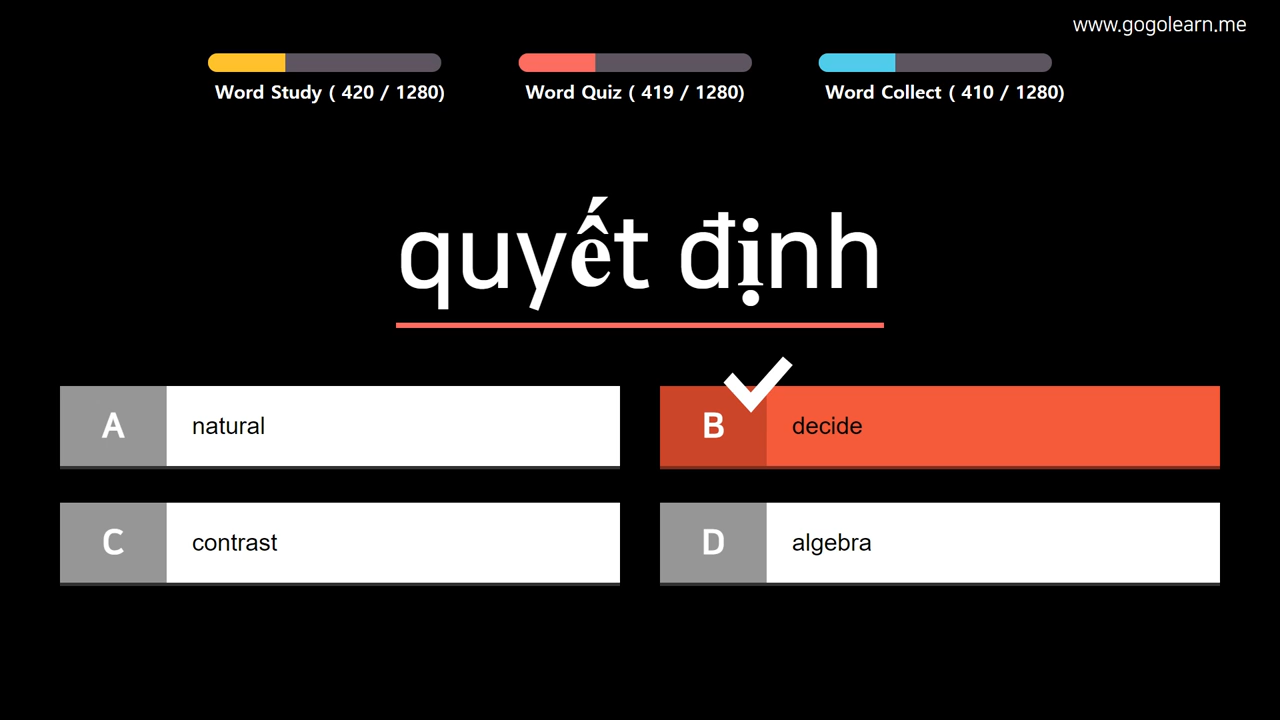 www.gogolearn.me
Word Study ( 420 / 1280)
Word Quiz ( 419 / 1280)
Word Collect ( 410 / 1280)
quyết định
A natural
B decide
C contrast
D algebra